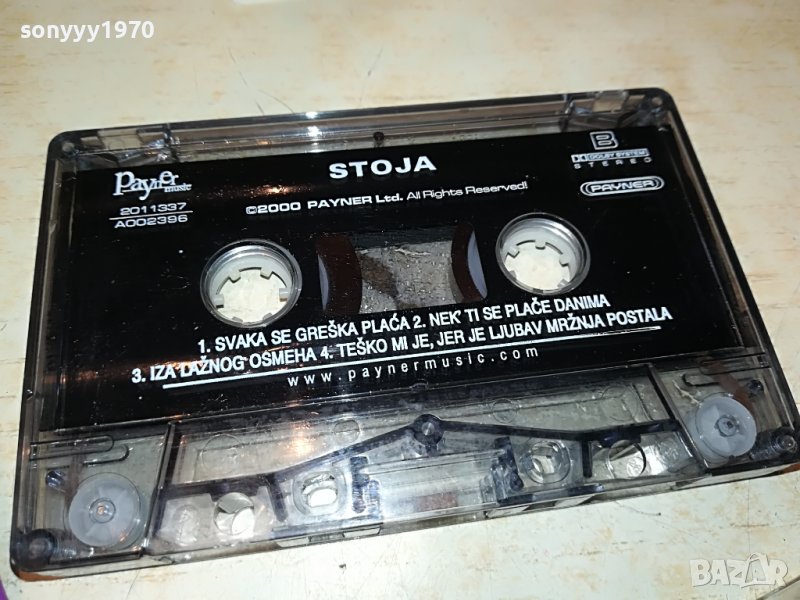 sonyyy1970
Payner music
2011337
A002396
STOJA
©2000 PAYNER Ltd. All Rights Reserved!
B
DOLBY SYSTEM
STEREO
PAYNER
1. SVAKA SE GREŠKA PLAĆA 2. NEK' TI SE PLAČE DANIMA
3. IZA LAŽNOG OSMEHA 4. TEŠKO MI JE, JER JE LJUBAV MRŽNJA POSTALA
www.paynermusic.com
BAZAR